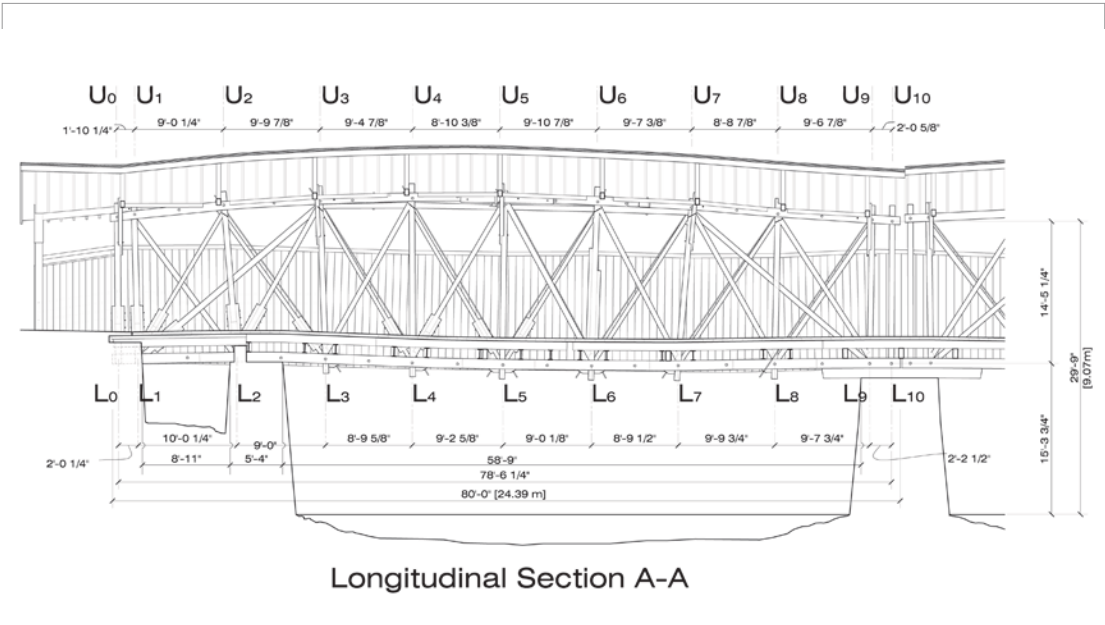 U0 U1 U2 U3 U4 U5 U6 U7 U8 U9 U10
1'-10 1/4" 9'-0 1/4" 9'-9 7/8" 9'-4 7/8" 8'-10 3/8" 9'-10 7/8" 9'-7 3/8" 8'-8 7/8" 9'-6 7/8" 2'-0 5/8"
14'-5 1/4"
29'-9"
[9.07m]
15'-3 3/4"
L0 L1 L2 L3 L4 L5 L6 L7 L8 L9 L10
2'-0 1/4" 10'-0 1/4" 9'-0" 8'-9 5/8" 9'-2 5/8" 9'-0 1/8" 8'-9 1/2" 9'-9 3/4" 9'-7 3/4" 2'-2 1/2"
8'-11" 5'-4" 58'-9"
78'-6 1/4"
80'-0" [24.39 m]
Longitudinal Section A-A